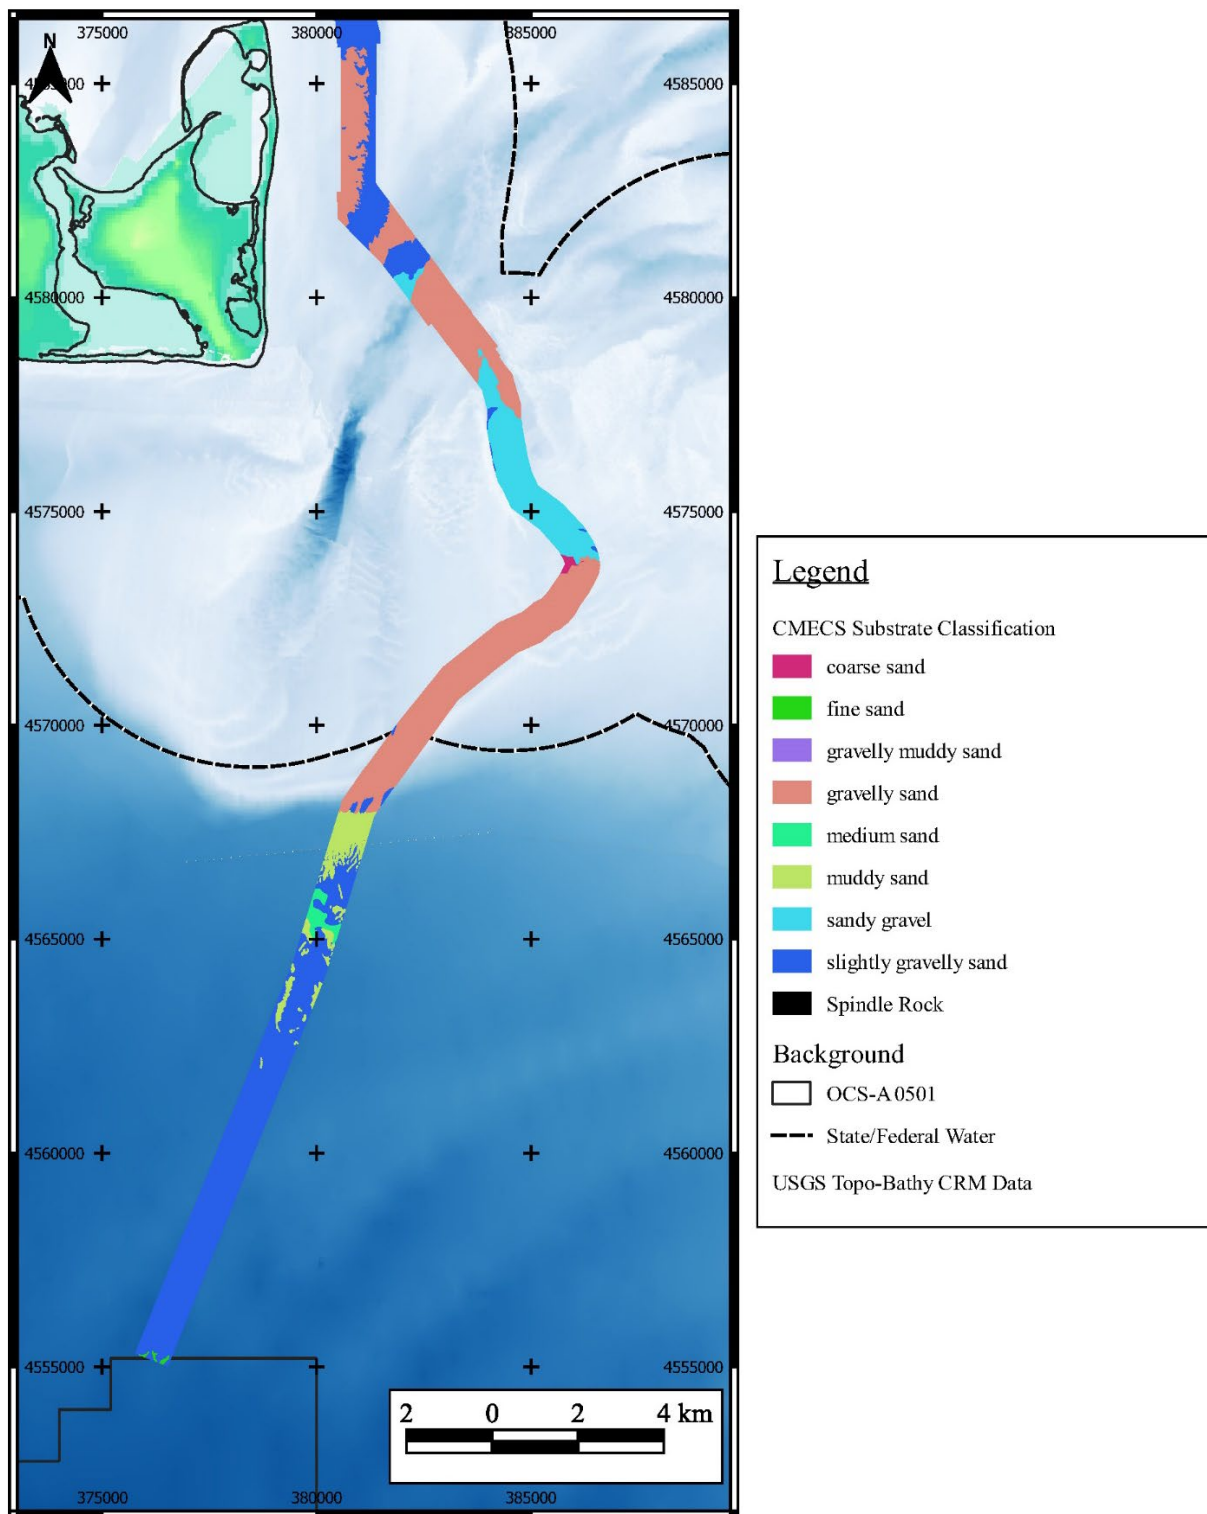 375000 380000 385000
N
4585000 4585000
4580000 4580000
4575000 4575000
4570000 4570000
4565000 4565000
4560000 4560000
4555000 4555000
2 0 2 4 km
375000 380000 385000
Legend
CMECS Substrate Classification
coarse sand
fine sand
gravelly muddy sand
gravelly sand
medium sand
muddy sand
sandy gravel
slightly gravelly sand
Spindle Rock
Background
OCS-A 0501
State/Federal Water
USGS Topo-Bathy CRM Data